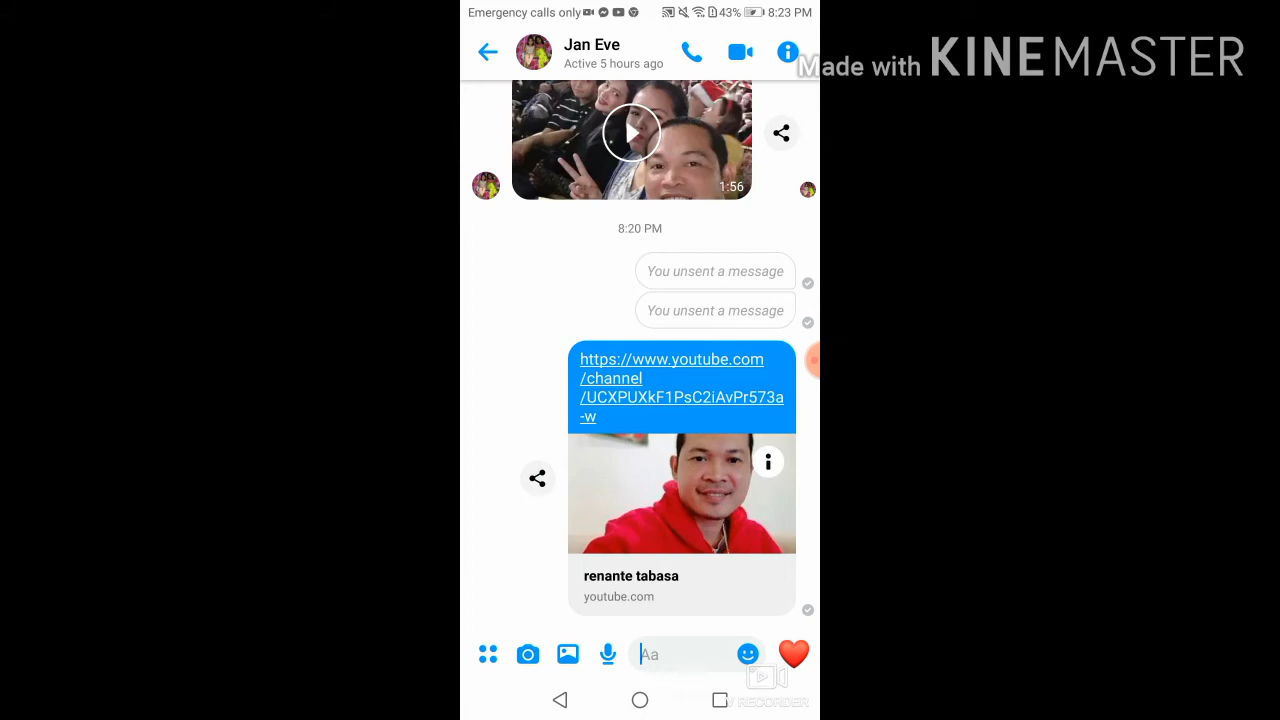 Emergency calls only 43% 8:23 PM
Jan Eve
Active 5 hours ago
Made with KINEMASTER
1:56
8:20 PM
You unsent a message
You unsent a message
https://www.youtube.com
/channel
/UCXPUXkF1PsC2iAvPr573a
-w
renante tabasa
youtube.com
Aa
V RECORDER